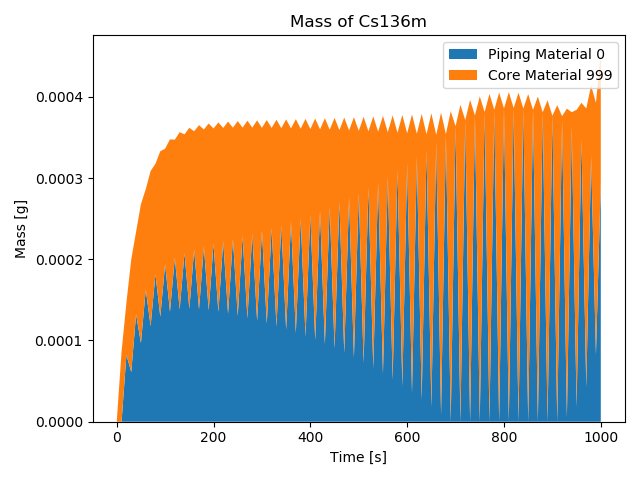 Mass of Cs136m
Piping Material 0
Core Material 999
Mass [g]
0.0004
0.0003
0.0002
0.0001
0.0000
0 200 400 600 800 1000
Time [s]